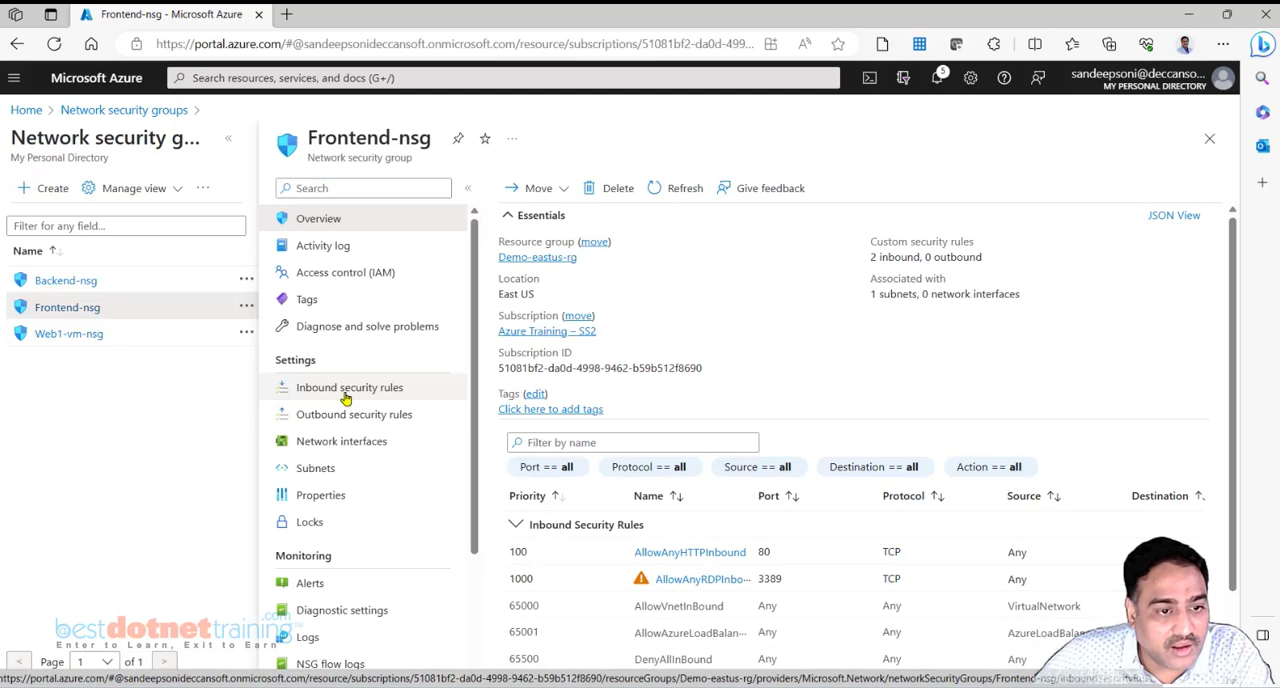 Frontend-nsg - Microsoft Azure
https://portal.azure.com/#@sandeepsonideccansoft.onmicrosoft.com/resource/subscriptions/51081bf2-da0d-499...
Microsoft Azure
Search resources, services, and docs (G+/)
5
sandeepsoni@deccanso...
MY PERSONAL DIRECTORY
Home > Network security groups >
Network security g...
My Personal Directory
Create
Manage view
Filter for any field...
Name
Backend-nsg
Frontend-nsg
Web1-vm-nsg
@bestdotnettraining™
.com
Enter to Learn, Exit to Earn
Page 1 of 1
Frontend-nsg
Network security group
Search
Overview
Activity log
Access control (IAM)
Tags
Diagnose and solve problems
Settings
Inbound security rules
Outbound security rules
Network interfaces
Subnets
Properties
Locks
Monitoring
Alerts
Diagnostic settings
Logs
NSG flow logs
Move
Delete
Refresh
Give feedback
Essentials
JSON View
Resource group (move)
Demo-eastus-rg
Location
East US
Subscription (move)
Azure Training – SS2
Subscription ID
51081bf2-da0d-4998-9462-b59b512f8690
Tags (edit)
Click here to add tags
Custom security rules
2 inbound, 0 outbound
Associated with
1 subnets, 0 network interfaces
Filter by name
Port == all
Protocol == all
Source == all
Destination == all
Action == all
Priority Name Port Protocol Source Destination
Inbound Security Rules
100 AllowAnyHTTPInbound 80 TCP Any
1000 AllowAnyRDPInbo... 3389 TCP Any
65000 AllowVnetInBound Any Any VirtualNetwork
65001 AllowAzureLoadBalan... Any Any AzureLoadBa
65500 DenyAllInBound Any Any Any
https://portal.azure.com/#@sandeepsonideccansoft.onmicrosoft.com/resource/subscriptions/51081bf2-da0d-4998-9462-b59b512f8690/resourceGroups/Demo-eastus-rg/providers/Microsoft.Network/networkSecurityGroups/Frontend-nsg/inboundSecurityRules